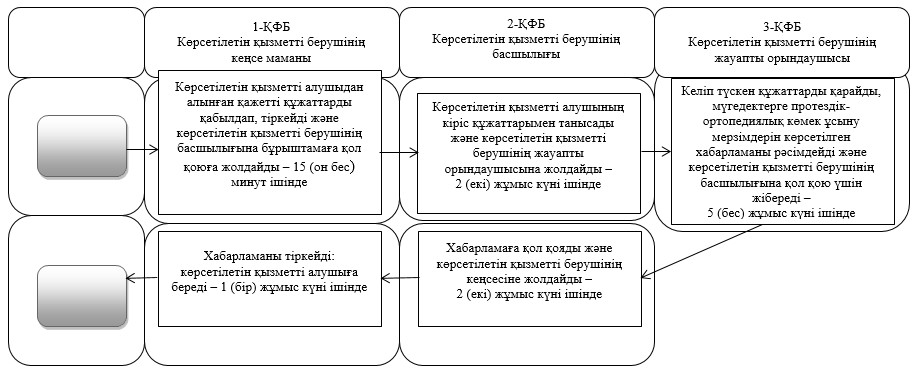 1-ҚФБ
Көрсетілетін қызметті берушінің
кеңсе маманы
2-ҚФБ
Көрсетілетін қызметті берушінің
басшылығы
3-ҚФБ
Көрсетілетін қызметті берушінің
жауапты орындаушысы
Көрсетілетін қызметті алушыдан
алынған қажетті құжаттарды
қабылдап, тіркейді және
көрсетілетін қызметті берушінің
басшылығына бұрыштамаға қол
қоюға жолдайды – 15 (он бес)
минут ішінде
Көрсетілетін қызметті алушының
кіріс құжаттарымен танысады
және көрсетілетін қызметті
берушінің жауапты
орындаушысына жолдайды –
2 (екі) жұмыс күні ішінде
Келіп түскен құжаттарды қарайды,
мүгедектерге протездік-
ортопедиялық көмек ұсыну
мерзімдерін көрсетілген
хабарламаны рәсімдейді және
көрсетілетін қызметті берушінің
басшылығына қол қою үшін
жібереді –
5 (бес) жұмыс күні ішінде
Хабарламаны тіркейді:
көрсетілетін қызметті алушыға
береді – 1 (бір) жұмыс күні ішінде
Хабарламаға қол қояды және
көрсетілетін қызметті берушінің
кеңсесіне жолдайды –
2 (екі) жұмыс күні ішінде